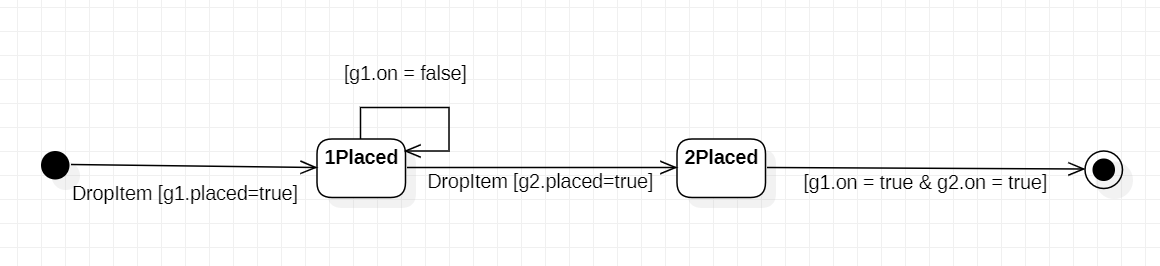 [g1.on = false]
1Placed
2Placed
DropItem [g1.placed=true]
DropItem [g2.placed=true]
[g1.on = true & g2.on = true]